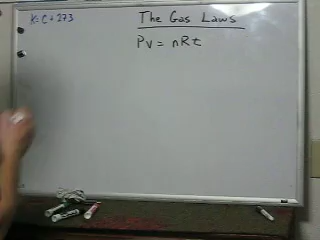 K = C + 273
The Gas Laws
PV = nRt